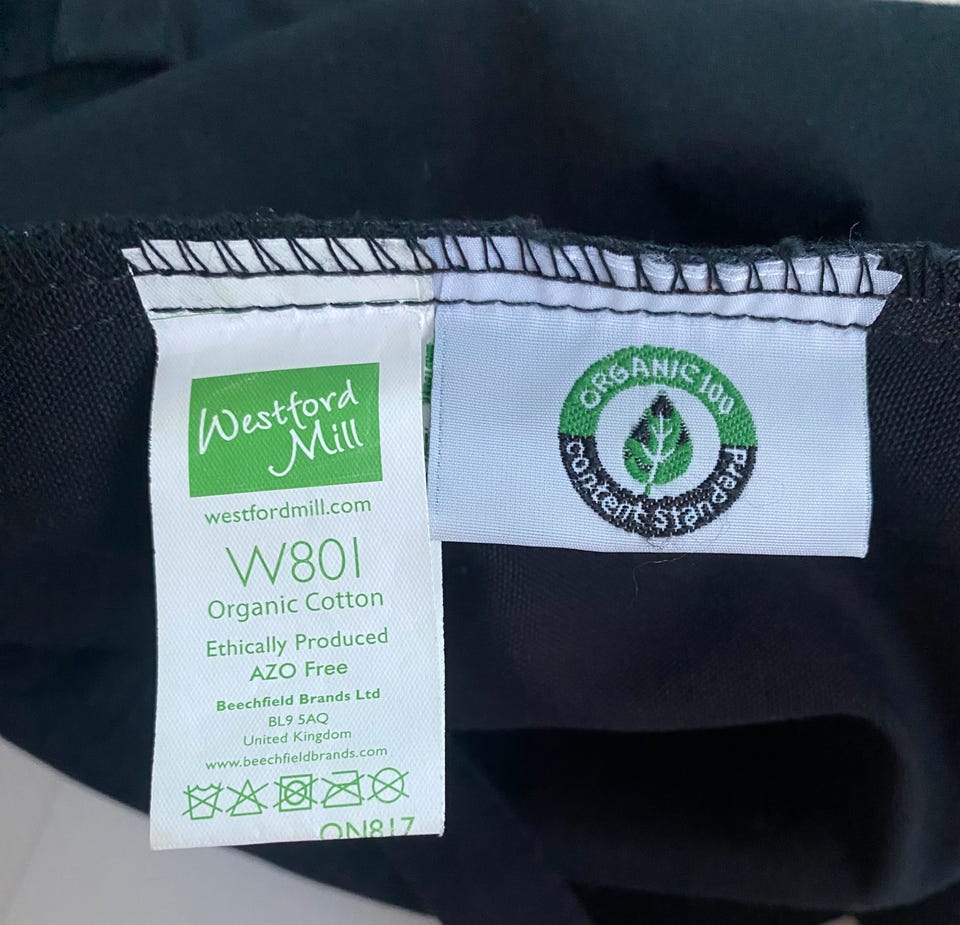 Westford
Mill
westfordmill.com
W801
Organic Cotton
Ethically Produced
AZO Free
Beechfield Brands Ltd
BL9 5AQ
United Kingdom
www.beechfieldbrands.com
ON817
ORGANIC 100
content standard